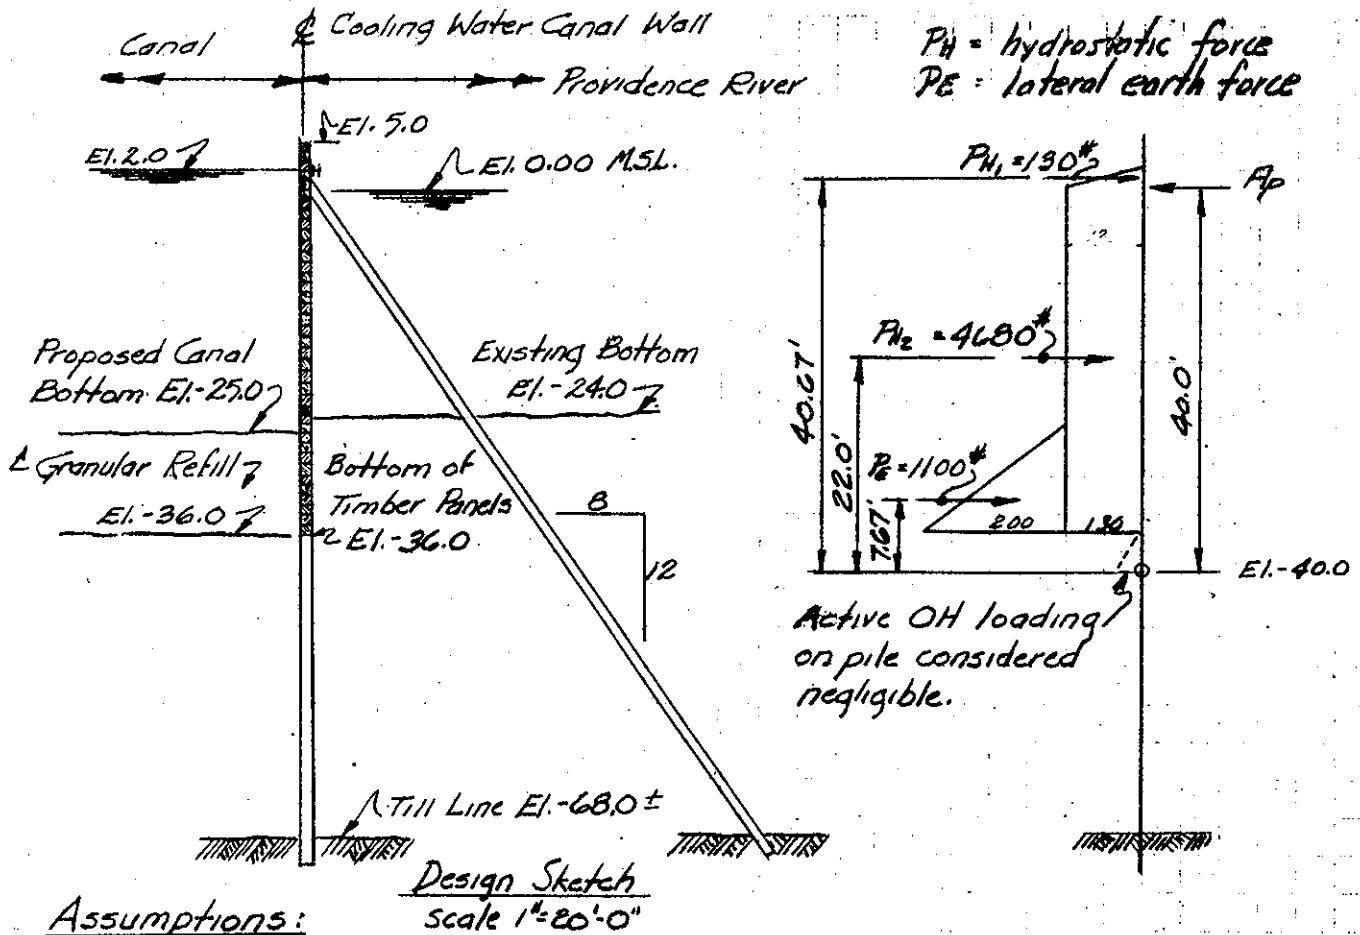 ℄ Cooling Water Canal Wall
Canal
Providence River
PH = hydrostatic force
PE = lateral earth force
El. 5.0
El. 2.0
El. 0.00 M.S.L.
PH1 = 130#
Ap
40.67'
22.0'
7.67'
40.0'
PH2 = 4680#
PE = 1100#
2.00
1.30
El.-40.0
Proposed Canal
Bottom El.-25.0
Existing Bottom
El.-24.0
Granular Refill
El.-36.0
Bottom of
Timber Panels
El.-36.0
8
12
Active OH loading
on pile considered
negligible.
Till Line El.-68.0 ±
Design Sketch
scale 1"=20'-0"
Assumptions: